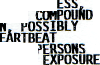 ESS,
COMPOUND
N, POSSIBLY
EARTBEAT
PERSONS
EXPOSURE